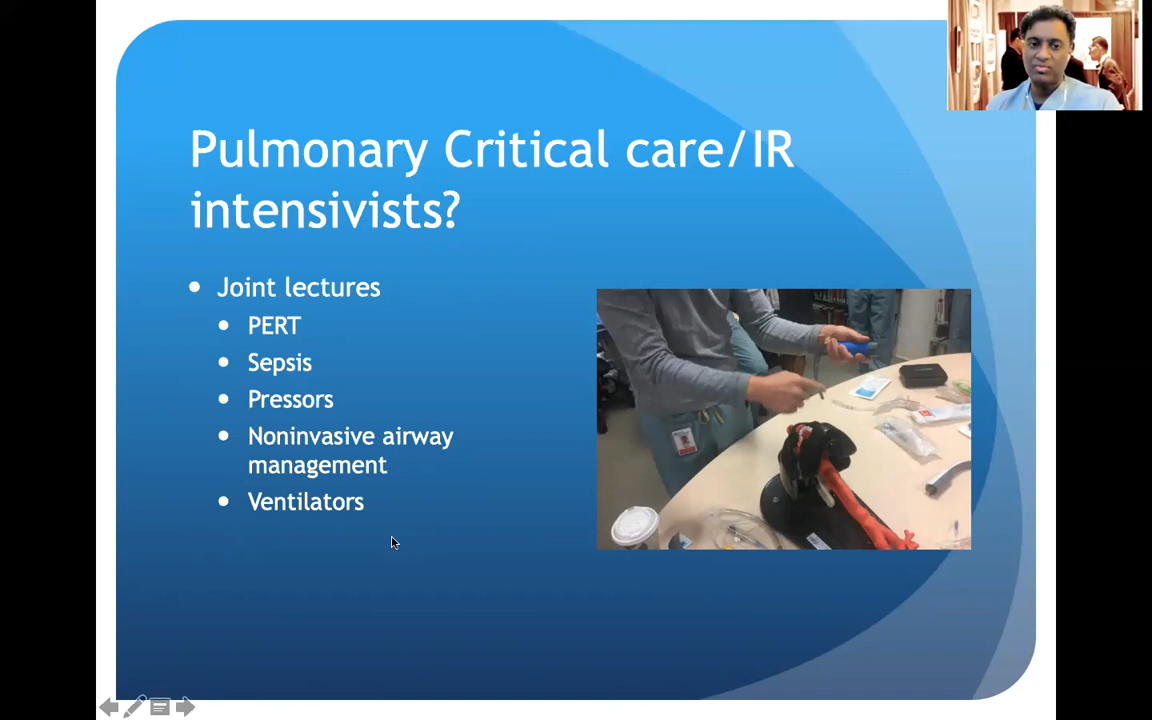 Pulmonary Critical care/IR
intensivists?
Joint lectures
PERT
Sepsis
Pressors
Noninvasive airway
management
Ventilators